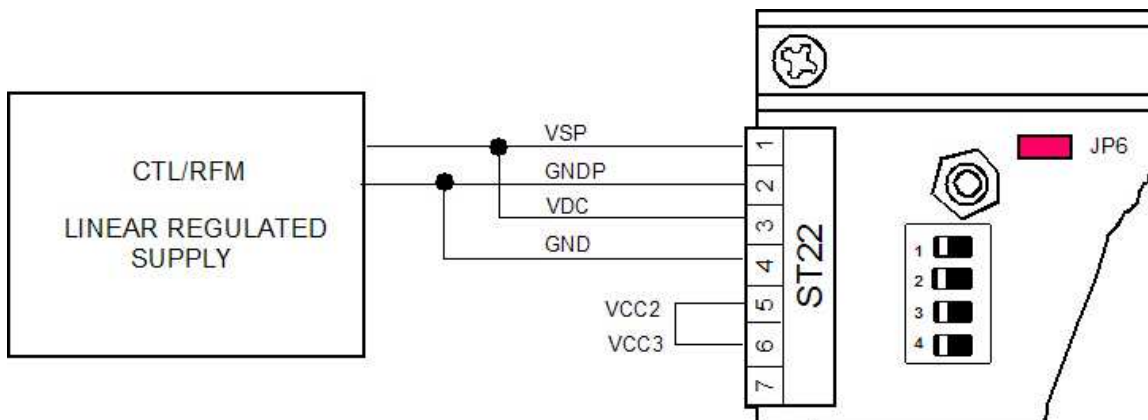 CTL/RFM
LINEAR REGULATED
SUPPLY
VSP
GNDP
VDC
GND
VCC2
VCC3
1
2
3
4
5
6
7
ST22
JP6
1
2
3
4